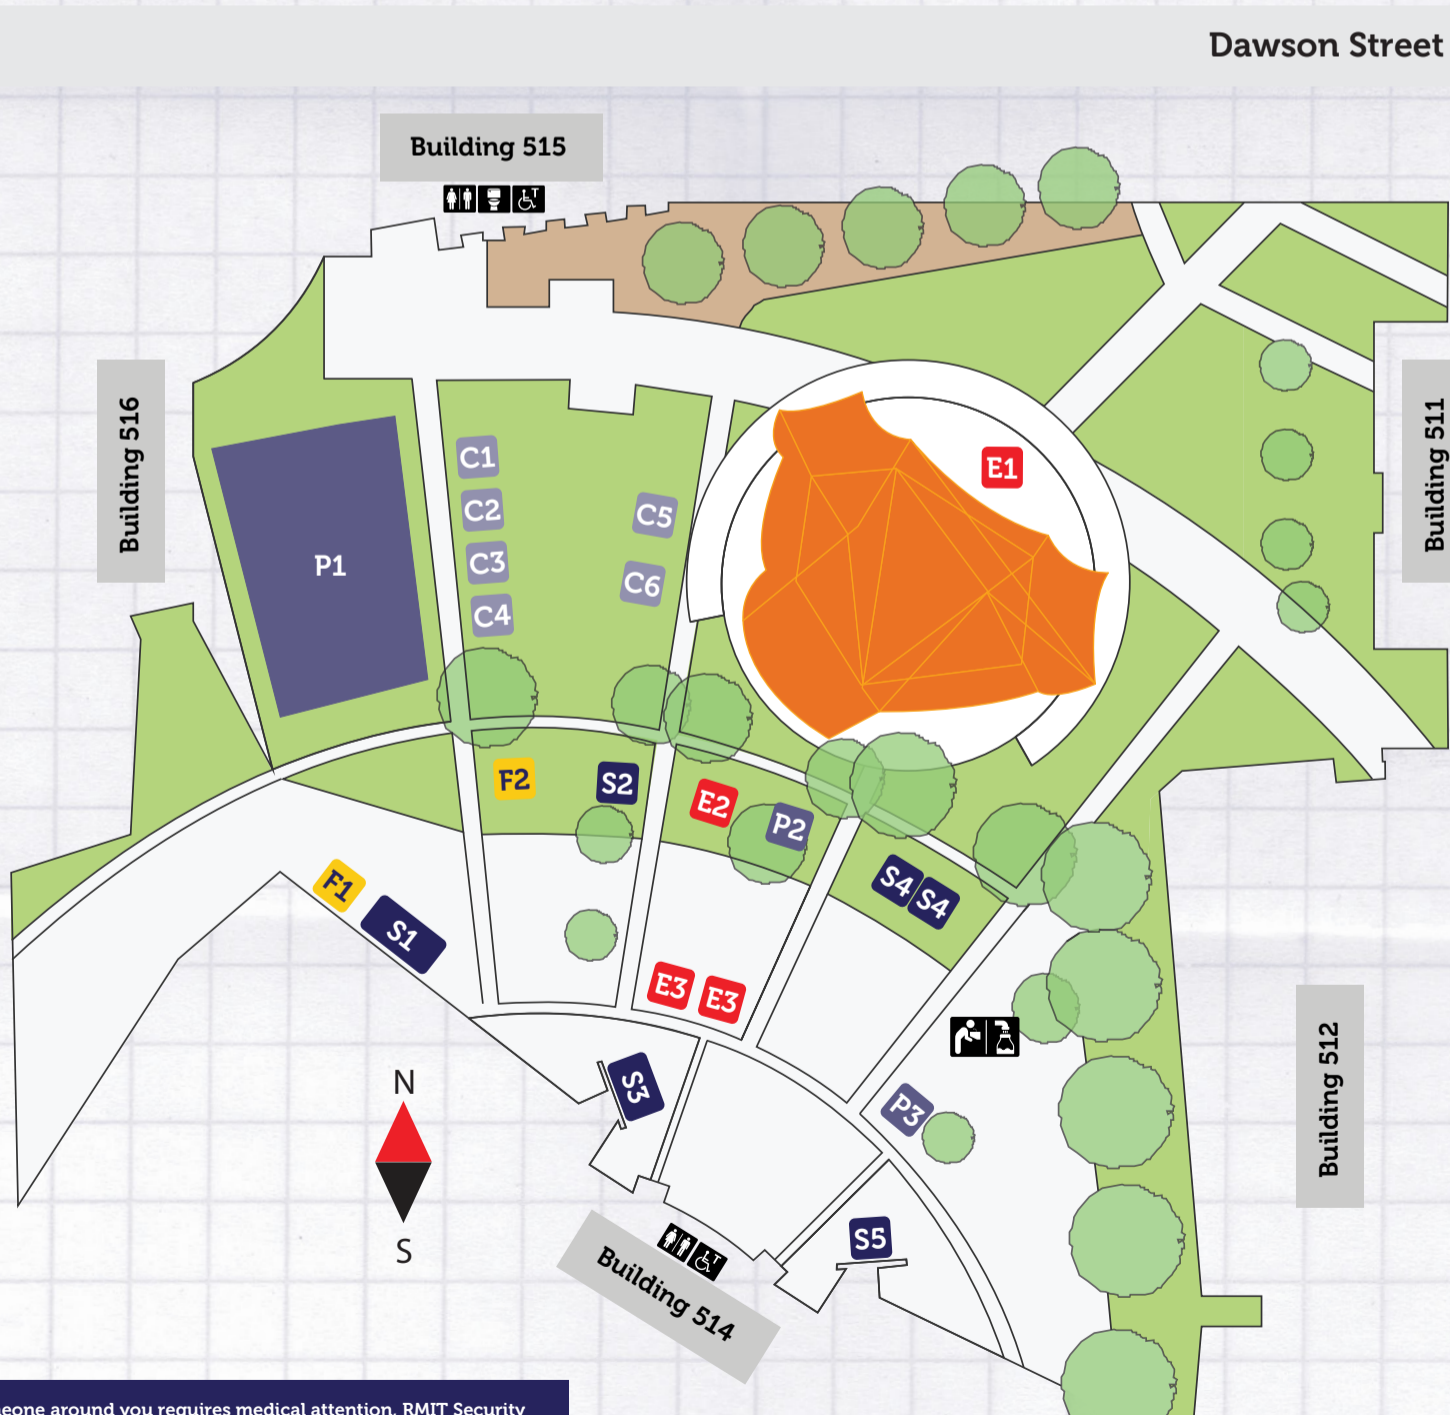 Dawson Street
Building 515
Building 516
Building 511
E1
C1
C2
C3
C4
C5
C6
P1
F2
S2
E2
P2
F1
S1
S4
S4
E3
E3
S3
P3
N
S
S5
Building 512
Building 514
eone around you requires medical attention, RMIT Security